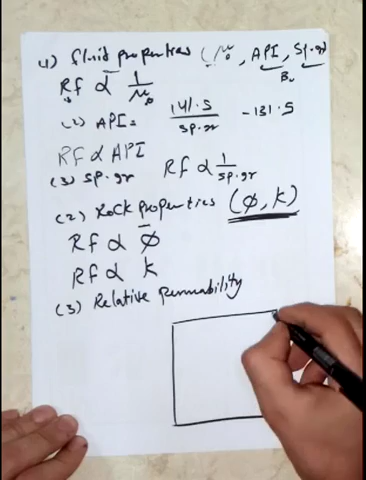 (1) fluid properties (μo, API, Sp.gr
Bo
Rf ∝ 1/μo
(2) API = 141.5/sp.gr - 131.5
RF ∝ API
(3) sp.gr RF ∝ 1/sp.gr
(2) Rock properties (φ, k)
Rf ∝ φ
Rf ∝ k
(3) Relative permability